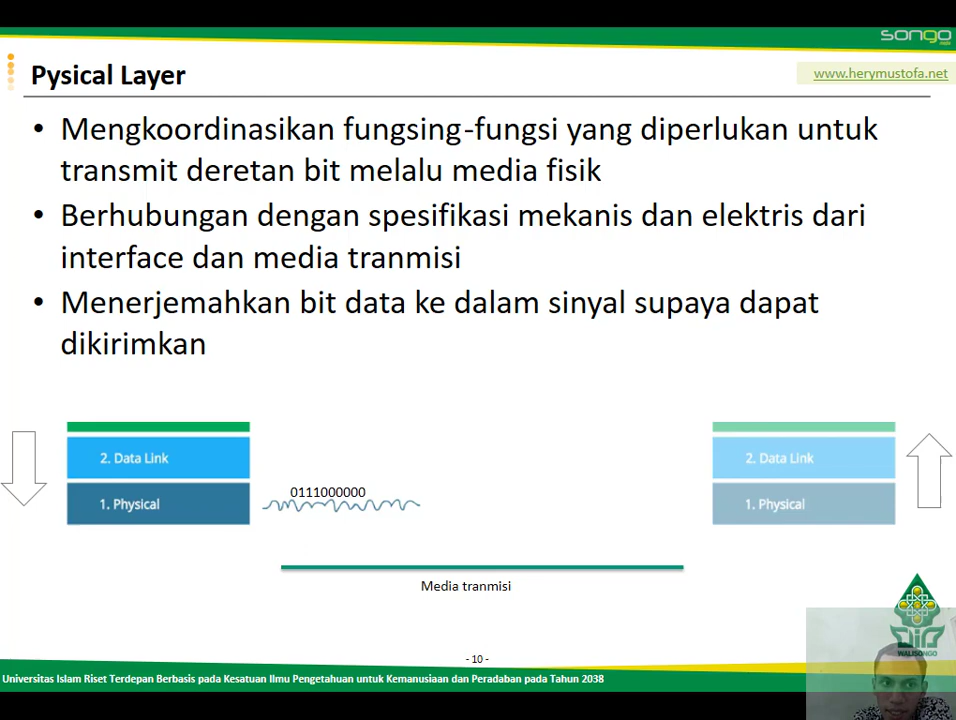 songo
Pysical Layer
www.herymustofa.net
• Mengkoordinasikan fungsing-fungsi yang diperlukan untuk
transmit deretan bit melalu media fisik
• Berhubungan dengan spesifikasi mekanis dan elektris dari
interface dan media tranmisi
• Menerjemahkan bit data ke dalam sinyal supaya dapat
dikirimkan
2. Data Link
1. Physical
0111000000
2. Data Link
1. Physical
Media tranmisi
WALISONGO
- 10 -
Universitas Islam Riset Terdepan Berbasis pada Kesatuan Ilmu Pengetahuan untuk Kemanusiaan dan Peradaban pada Tahun 2038